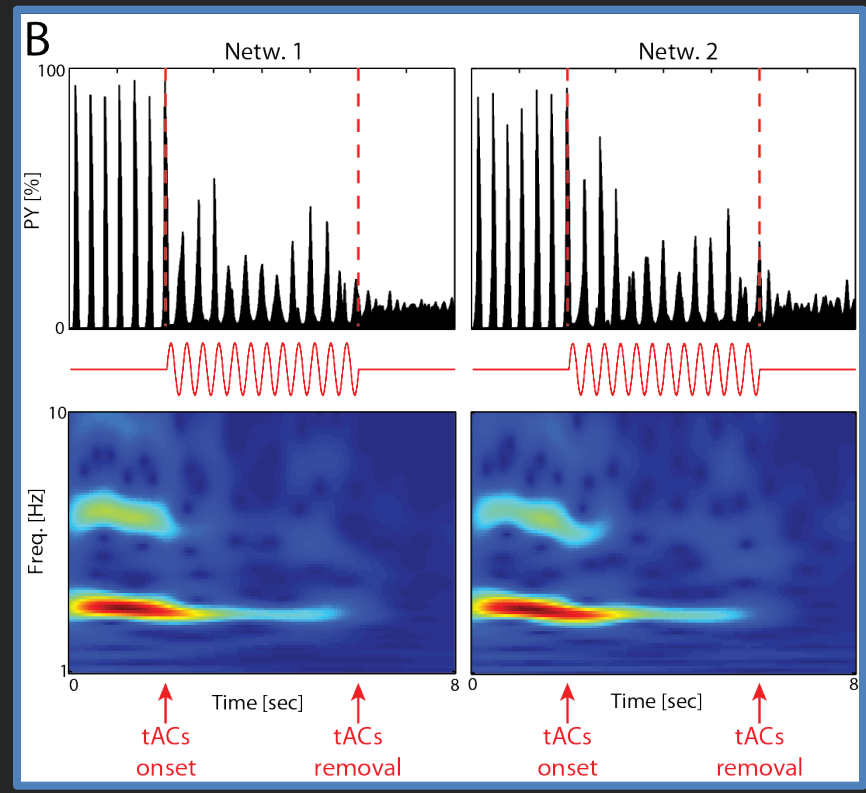 B
Netw. 1
Netw. 2
100
PY [%]
0
10
Freq. [Hz]
1
0
Time [sec]
8
0
Time [sec]
8
tACs
onset
tACs
removal
tACs
onset
tACs
removal